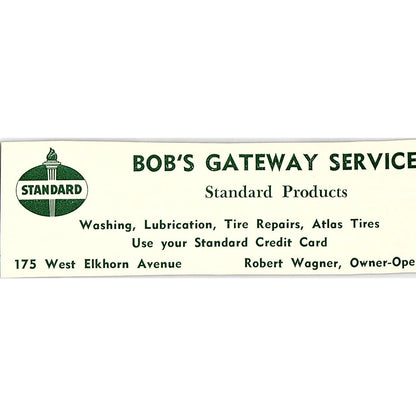 STANDARD
BOB'S GATEWAY SERVICE
Standard Products
Washing, Lubrication, Tire Repairs, Atlas Tires
Use your Standard Credit Card
175 West Elkhorn Avenue Robert Wagner, Owner-Ope